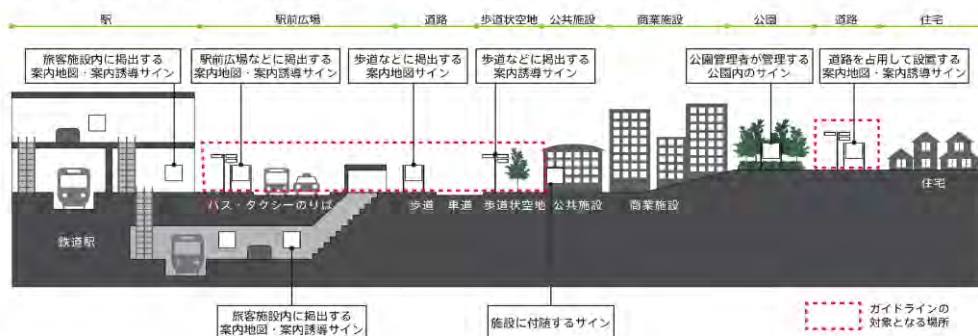 駅
駅前広場
道路
歩道状空地
公共施設
商業施設
公園
道路
住宅
旅客施設内に掲出する
案内地図・案内誘導サイン
駅前広場などに掲出する
案内地図・案内誘導サイン
歩道などに掲出する
案内地図サイン
歩道などに掲出する
案内誘導サイン
公園管理者が管理する
公園内のサイン
道路を占用して設置する
案内地図・案内誘導サイン
住宅
バス・タクシーのりば
歩道
車道
歩道状空地
公共施設
商業施設
鉄道駅
旅客施設内に掲出する
案内地図・案内誘導サイン
施設に付随するサイン
ガイドラインの
対象となる場所